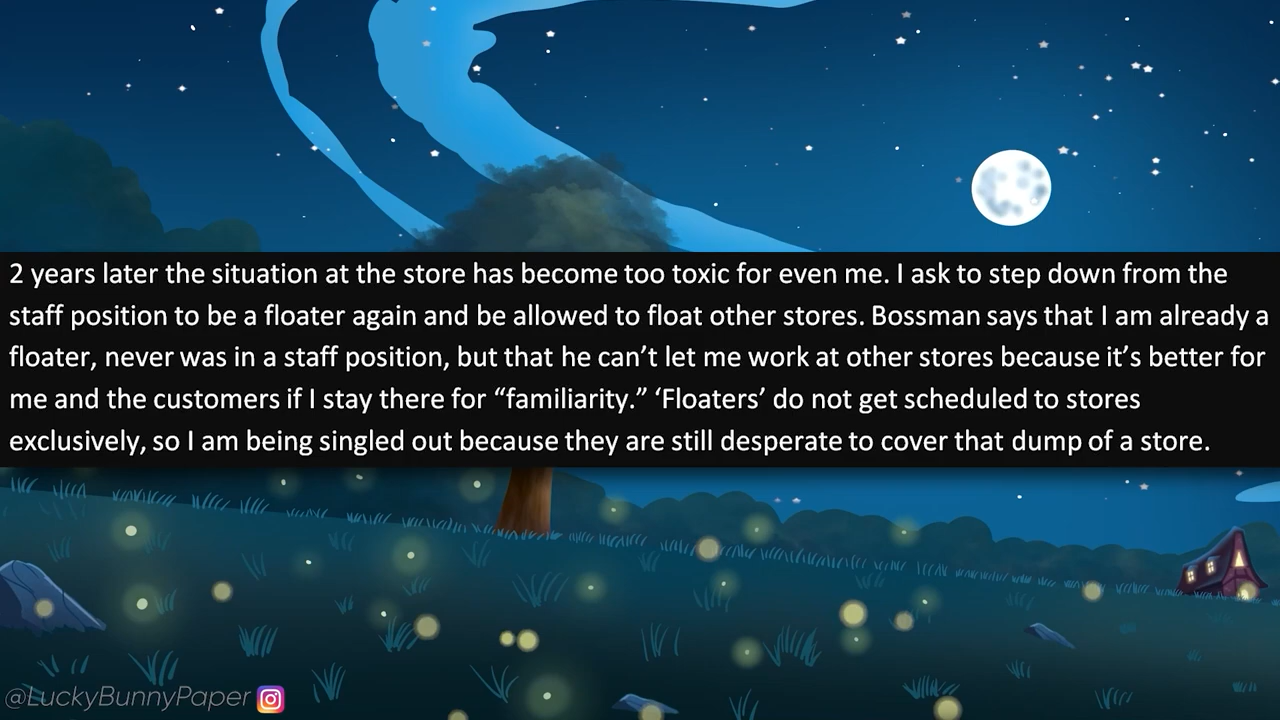 2 years later the situation at the store has become too toxic for even me. I ask to step down from the
staff position to be a floater again and be allowed to float other stores. Bossman says that I am already a
floater, never was in a staff position, but that he can’t let me work at other stores because it’s better for
me and the customers if I stay there for “familiarity.” ‘Floaters’ do not get scheduled to stores
exclusively, so I am being singled out because they are still desperate to cover that dump of a store.
@LuckyBunnyPaper